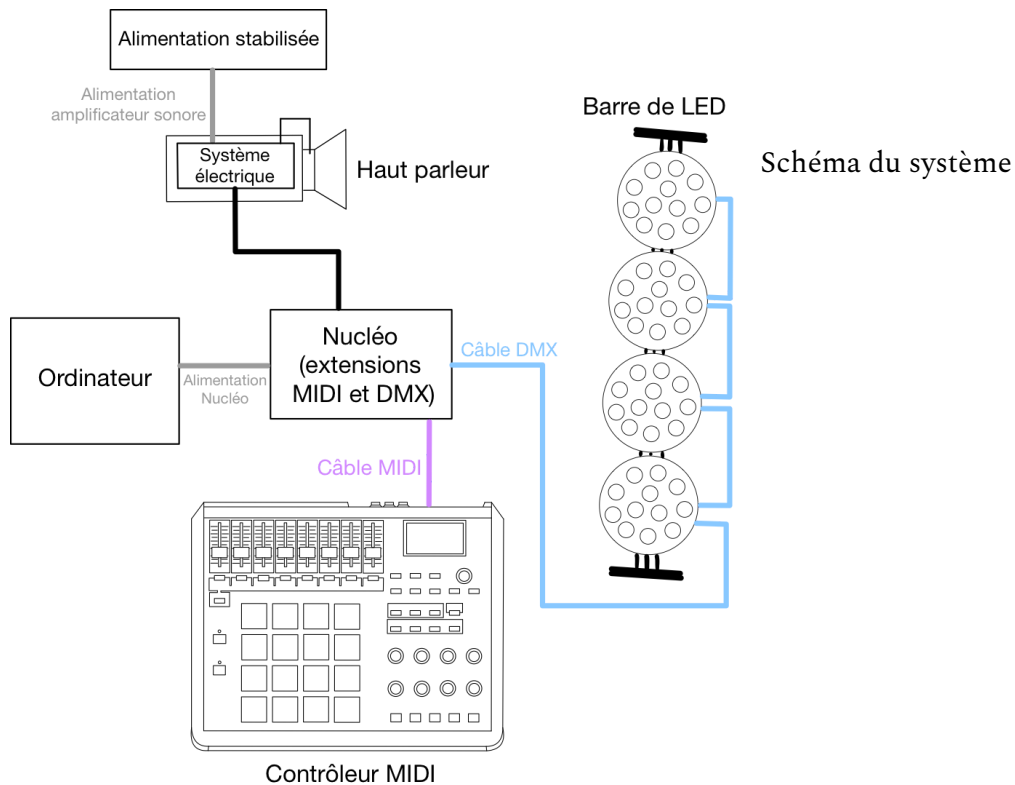 Alimentation stabilisée
Alimentation
amplificateur sonore
Système
électrique
Haut parleur
Barre de LED
Schéma du système
Ordinateur
Alimentation
Nucléo
Nucléo
(extensions
MIDI et DMX)
Câble DMX
Câble MIDI
Contrôleur MIDI